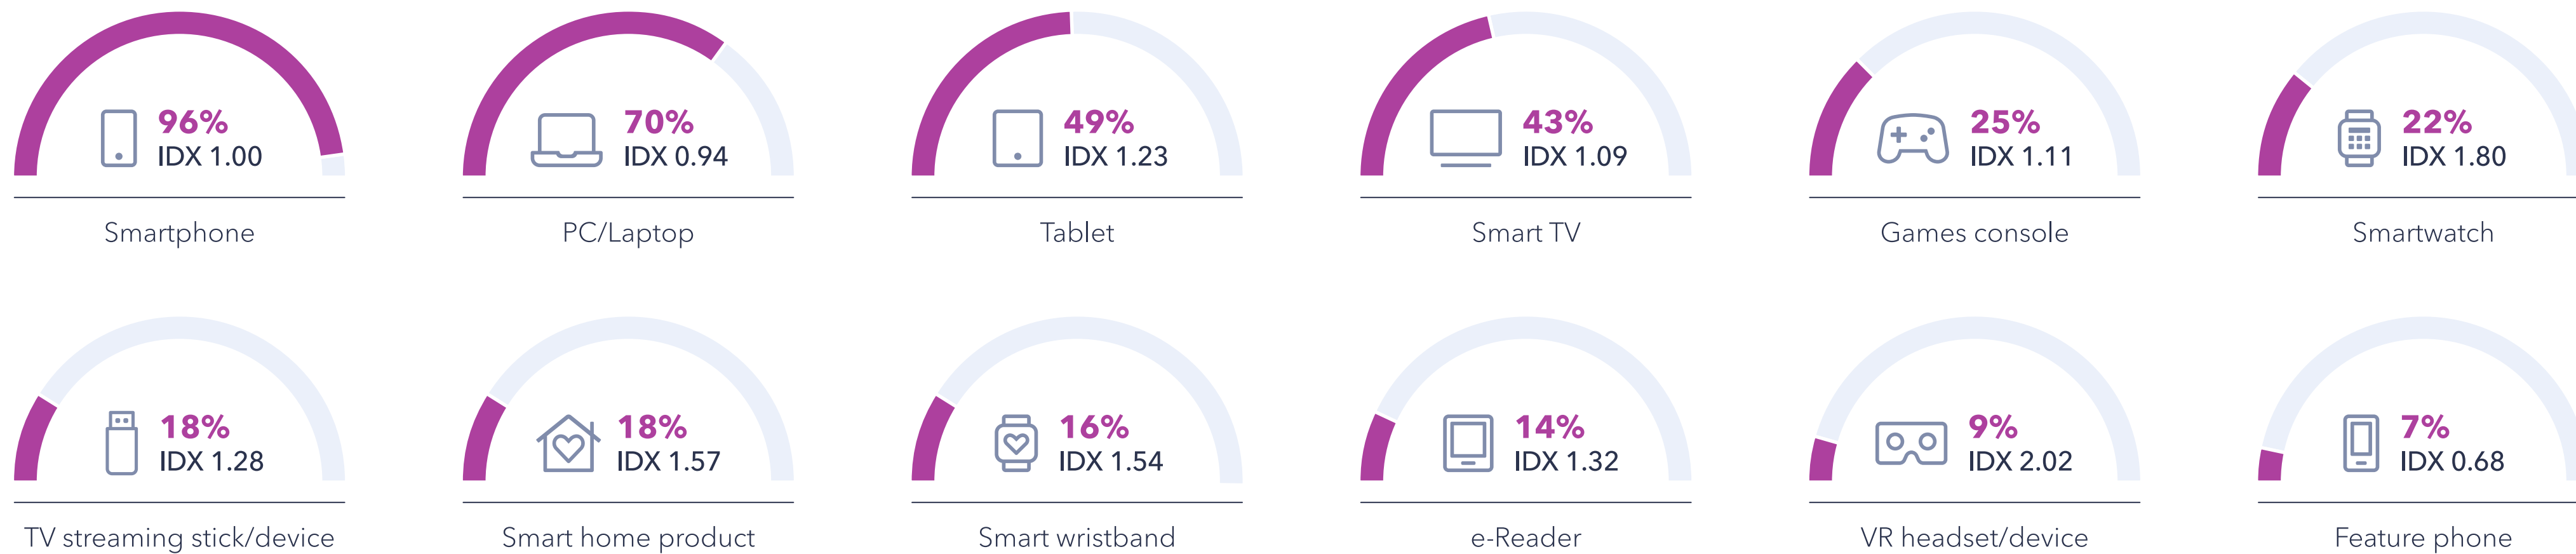 96%
IDX 1.00
Smartphone
70%
IDX 0.94
PC/Laptop
49%
IDX 1.23
Tablet
43%
IDX 1.09
Smart TV
25%
IDX 1.11
Games console
22%
IDX 1.80
Smartwatch
18%
IDX 1.28
TV streaming stick/device
18%
IDX 1.57
Smart home product
16%
IDX 1.54
Smart wristband
14%
IDX 1.32
e-Reader
9%
IDX 2.02
VR headset/device
7%
IDX 0.68
Feature phone